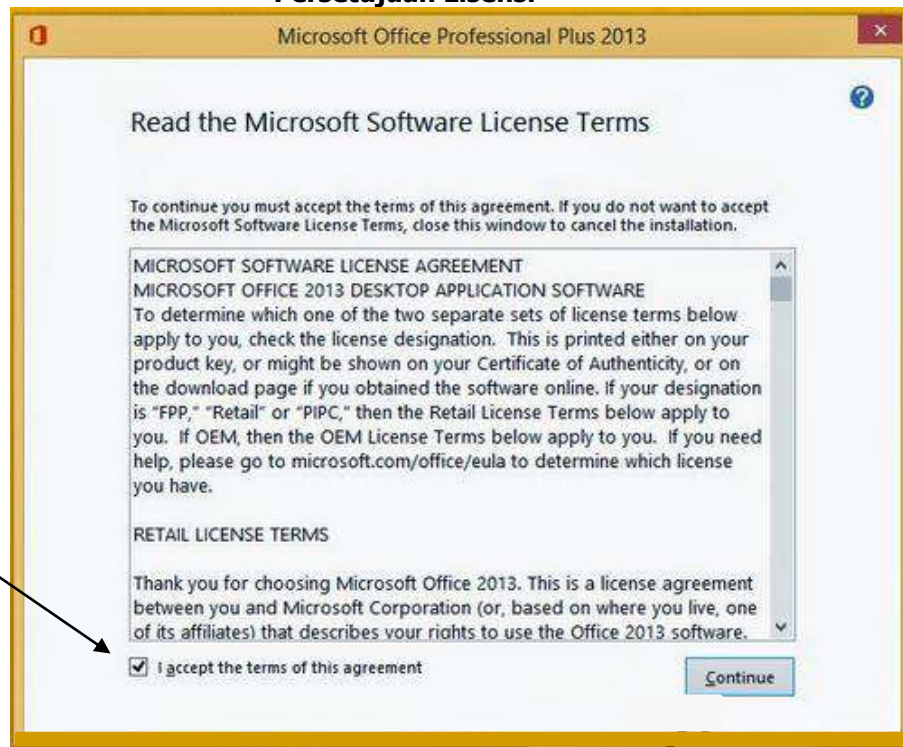 Persetujuan Lisensi
Microsoft Office Professional Plus 2013
Read the Microsoft Software License Terms
To continue you must accept the terms of this agreement. If you do not want to accept
the Microsoft Software License Terms, close this window to cancel the installation.
MICROSOFT SOFTWARE LICENSE AGREEMENT
MICROSOFT OFFICE 2013 DESKTOP APPLICATION SOFTWARE
To determine which one of the two separate sets of license terms below
apply to you, check the license designation. This is printed either on your
product key, or might be shown on your Certificate of Authenticity, or on
the download page if you obtained the software online. If your designation
is "FPP," "Retail" or "PIPC," then the Retail License Terms below apply to
you. If OEM, then the OEM License Terms below apply to you. If you need
help, please go to microsoft.com/office/eula to determine which license
you have.
RETAIL LICENSE TERMS
Thank you for choosing Microsoft Office 2013. This is a license agreement
between you and Microsoft Corporation (or, based on where you live, one
of its affiliates) that describes your rights to use the Office 2013 software.
I accept the terms of this agreement
Continue